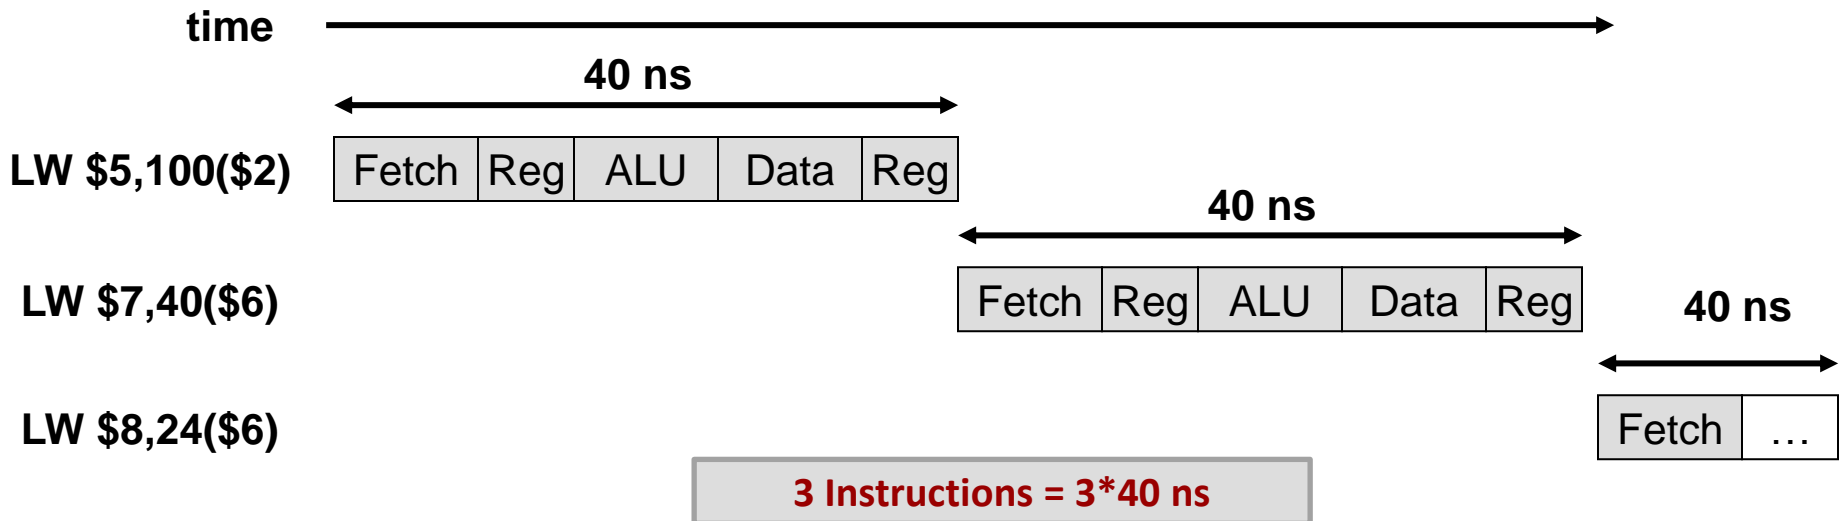 time
40 ns
LW $5,100($2) Fetch Reg ALU Data Reg
40 ns
LW $7,40($6) Fetch Reg ALU Data Reg
40 ns
LW $8,24($6) Fetch …
3 Instructions = 3*40 ns